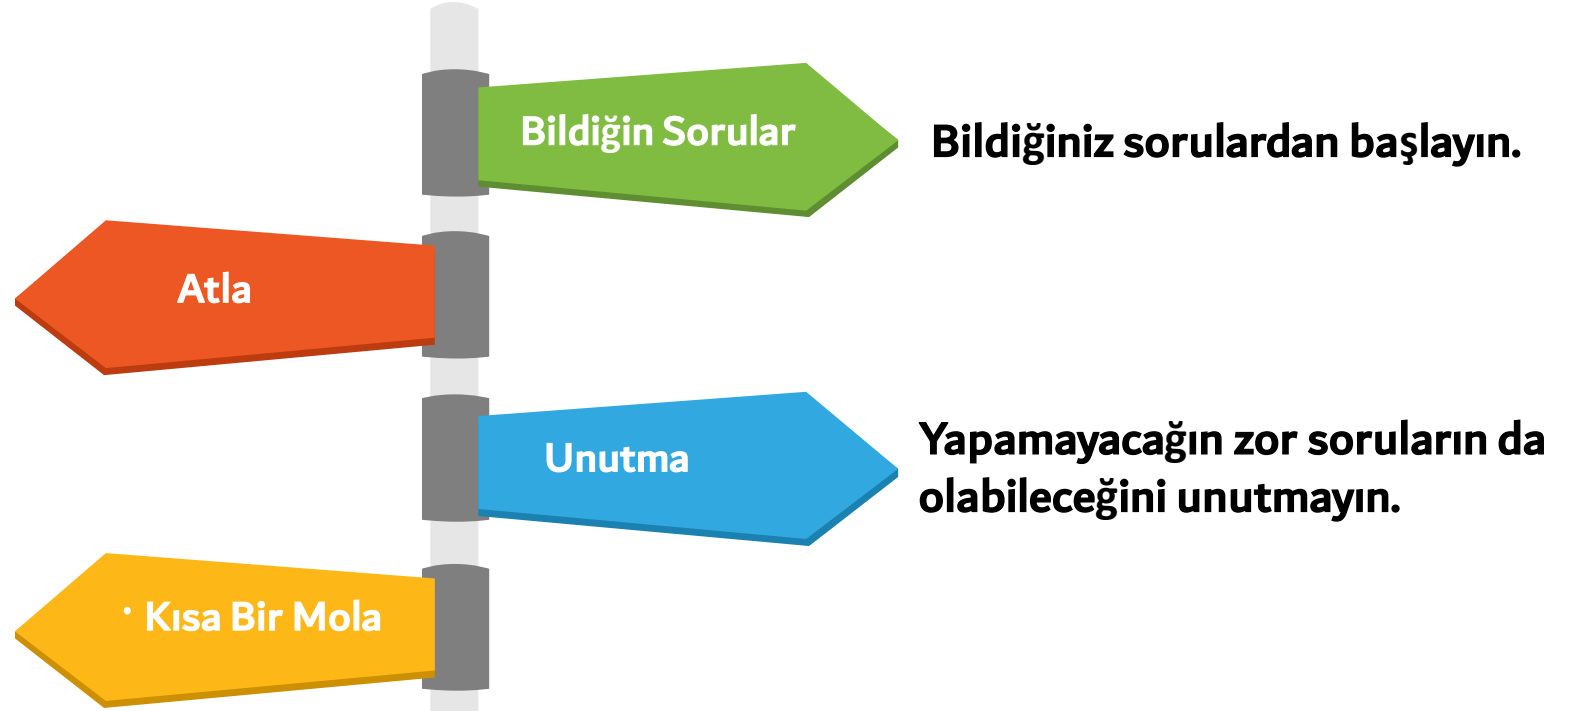 Bildiğin Sorular
Bildiğiniz sorulardan başlayın.
Atla
Unutma
Yapamayacağın zor soruların da
olabileceğini unutmayın.
• Kısa Bir Mola